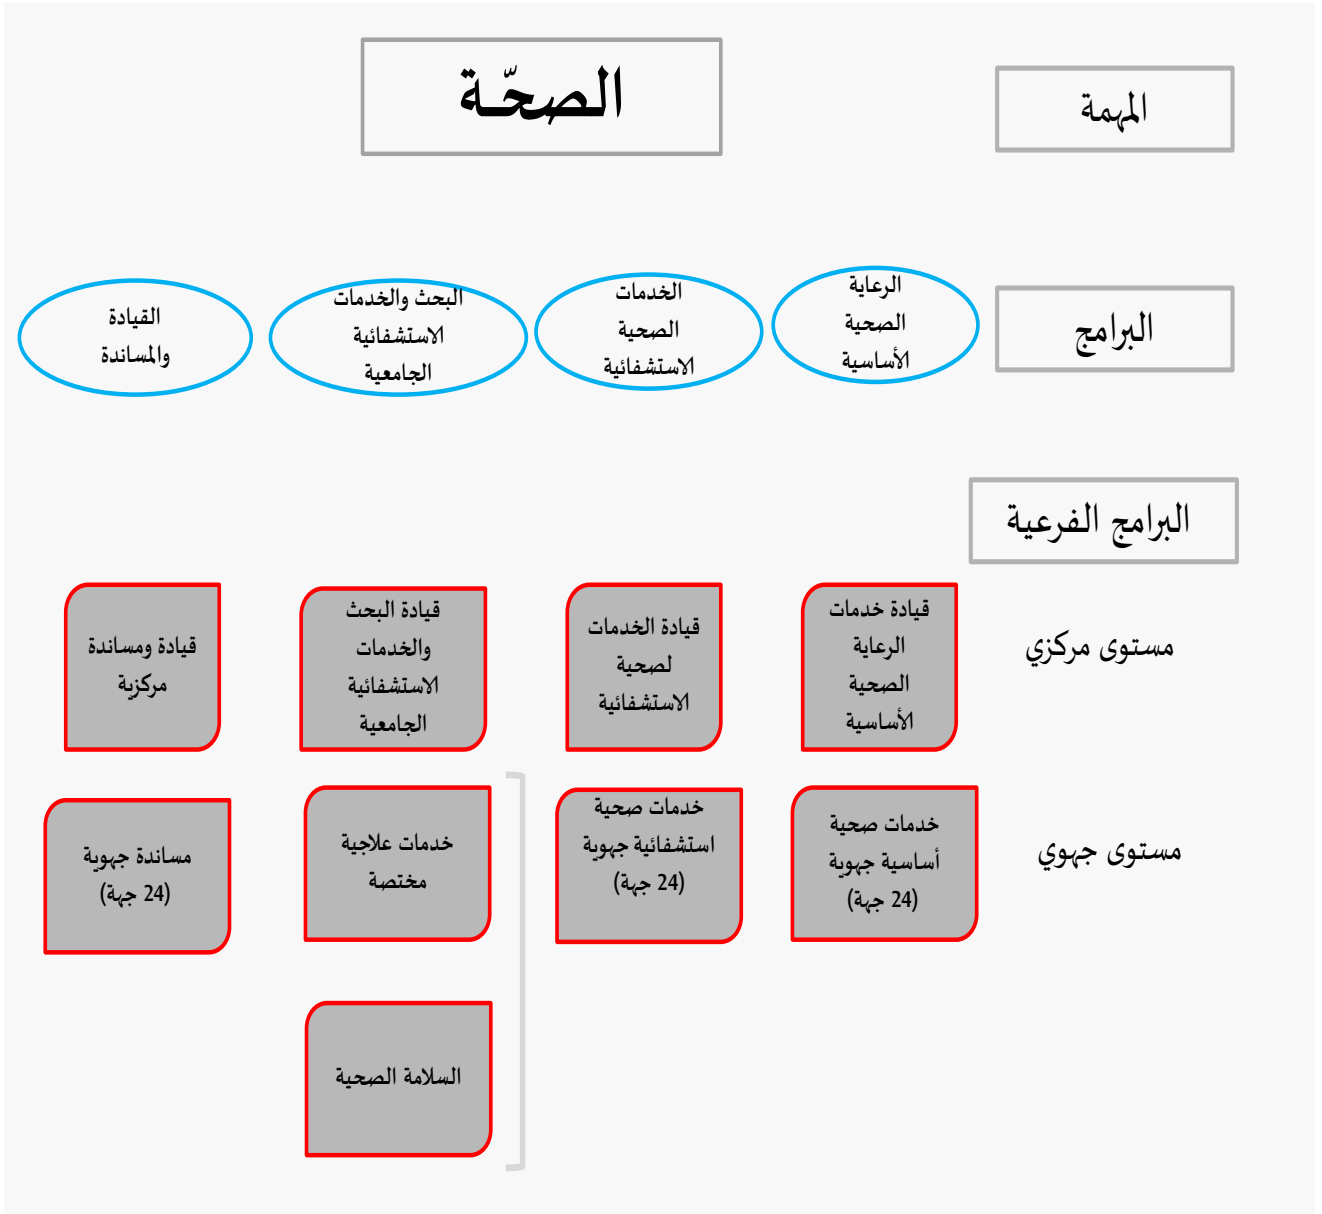 المهمة
الصحّة
البرامج
الرعاية
الصحية
الأساسية
الخدمات
الصحية
الاستشفائية
البحث والخدمات
الاستشفائية
الجامعية
القيادة
والمساندة
البرامج الفرعية
مستوى مركزي
قيادة خدمات
الرعاية
الصحية
الأساسية
قيادة الخدمات
لصحية
الاستشفائية
قيادة البحث
والخدمات
الاستشفائية
الجامعية
قيادة ومساندة
مركزية
مستوى جهوي
خدمات صحية
أساسية جهوية
(24 جهة)
خدمات صحية
استشفائية جهوية
(24 جهة)
خدمات علاجية
مختصة
مساندة جهوية
(24 جهة)
السلامة الصحية